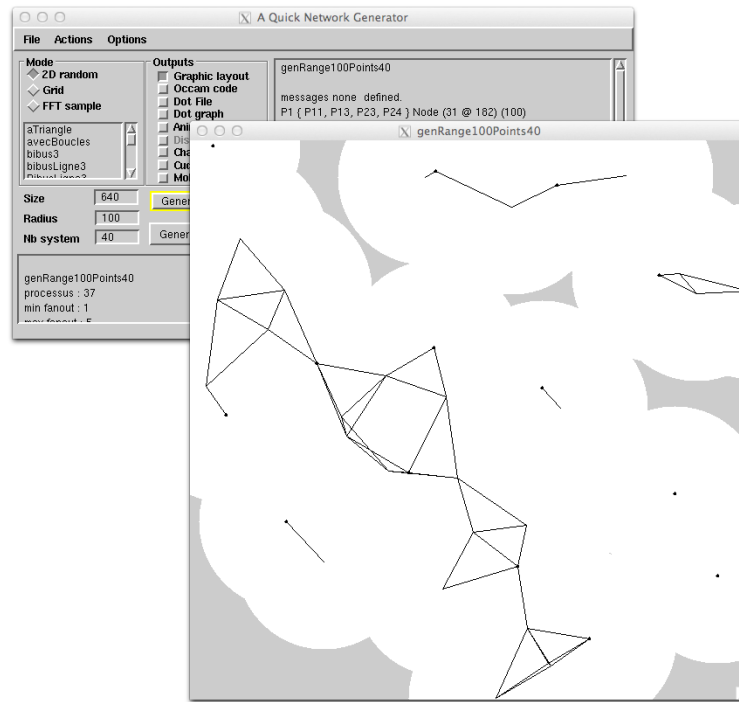 A Quick Network Generator
File Actions Options
Mode
2D random
Grid
FFT sample
aTriangle
avecBoucles
bibus3
bibusLigne3
Size 640
Radius 100
Nb system 40
Outputs
Graphic layout
Occam code
Dot File
Dot graph
genRange100Points40
messages none defined.
P1 { P11, P13, P23, P24 } Node (31 @ 182) (100)
genRange100Points40
genRange100Points40
processus : 37
min fanout : 1